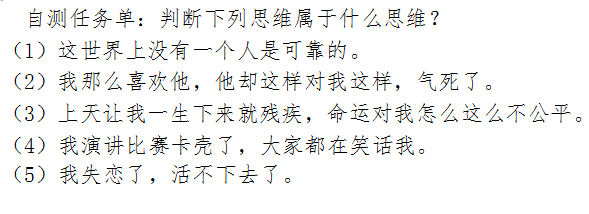 自测任务单：判断下列思维属于什么思维？
（1）这世界上没有一个人是可靠的。
（2）我那么喜欢他，他却这样对我这样，气死了。
（3）上天让我一生下来就残疾，命运对我怎么这么不公平。
（4）我演讲比赛卡壳了，大家都在笑话我。
（5）我失恋了，活不下去了。